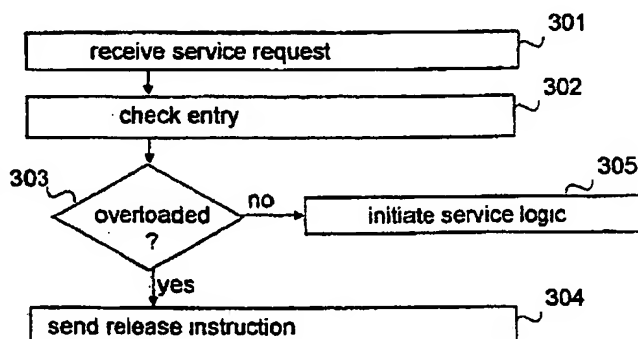 301
receive service request
302
check entry
303
305
overloaded
?
no
initiate service logic
yes
304
send release instruction